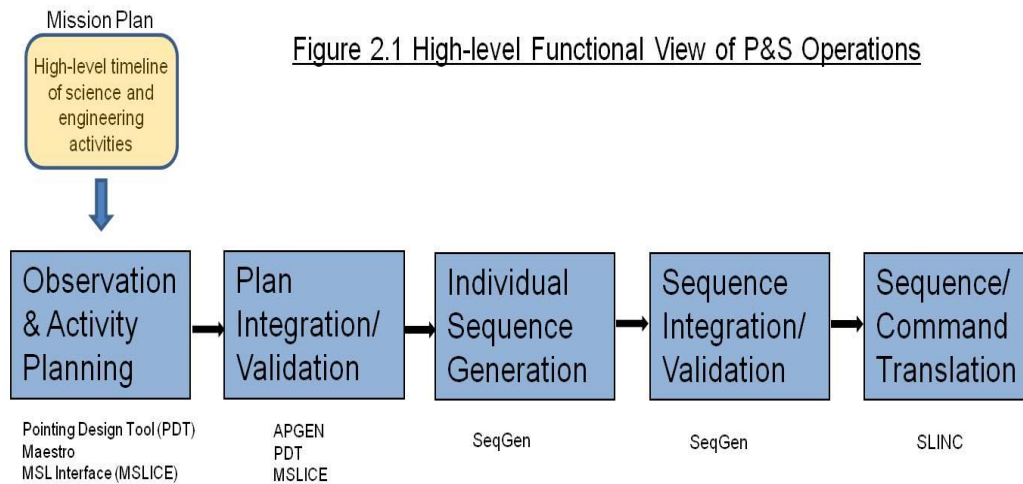 Mission Plan
Figure 2.1 High-level Functional View of P&S Operations
High-level timeline
of science and
engineering
activities
Observation
& Activity
Planning
Plan
Integration/
Validation
Individual
Sequence
Generation
Sequence
Integration/
Validation
Sequence/
Command
Translation
Pointing Design Tool (PDT)
Maestro
MSL Interface (MSLICE)
APGEN
PDT
MSLICE
SeqGen
SeqGen
SLINC